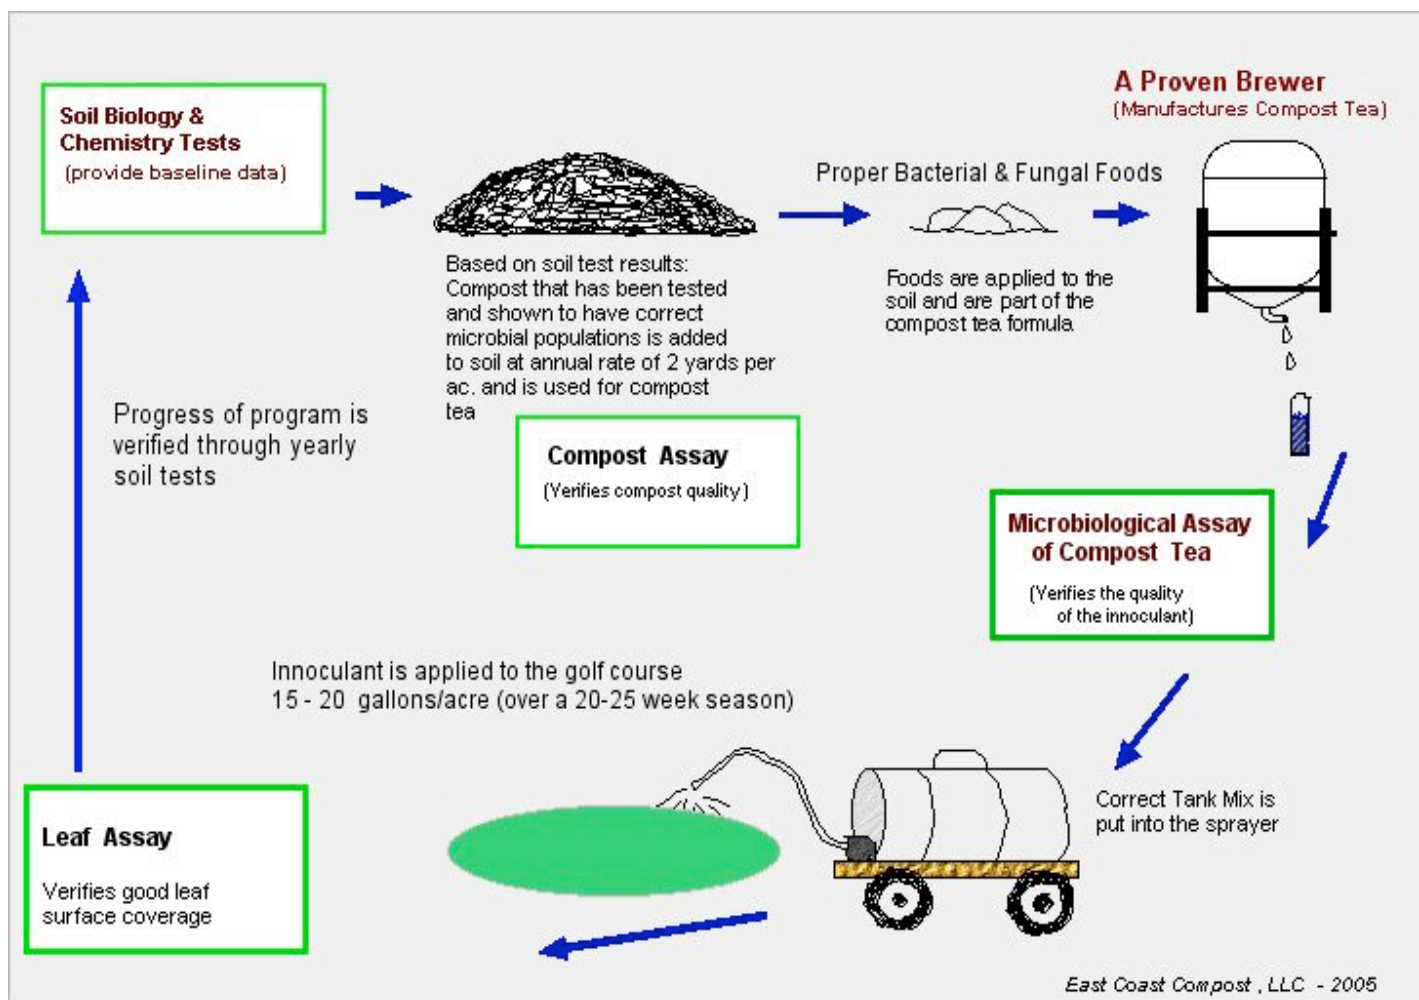 Soil Biology &
Chemistry Tests
(provide baseline data)
A Proven Brewer
(Manufactures Compost Tea)
Proper Bacterial & Fungal Foods
Based on soil test results:
Compost that has been tested
and shown to have correct
microbial populations is added
to soil at annual rate of 2 yards per
ac. and is used for compost
tea
Foods are applied to the
soil and are part of the
compost tea formula
Progress of program is
verified through yearly
soil tests
Compost Assay
(Verifies compost quality)
Microbiological Assay
of Compost Tea
(Verifies the quality
of the innoculant)
Innoculant is applied to the golf course
15 - 20 gallons/acre (over a 20-25 week season)
Correct Tank Mix is
put into the sprayer
Leaf Assay
Verifies good leaf
surface coverage
East Coast Compost, LLC - 2005